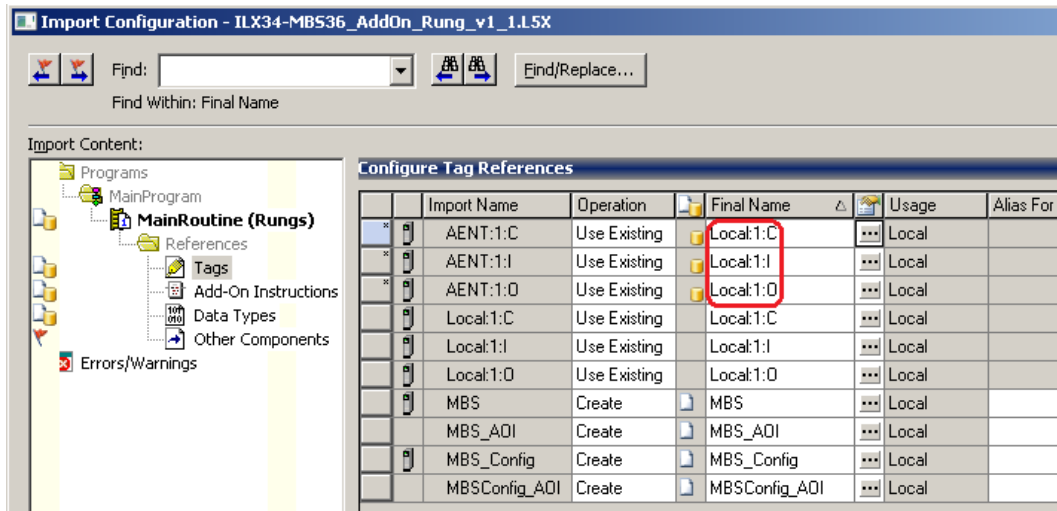 Import Configuration - ILX34-MBS36_AddOn_Rung_v1_1.L5X
Find:
Find/Replace...
Find Within: Final Name
Import Content:
Programs
MainProgram
MainRoutine (Rungs)
References
Tags
Add-On Instructions
Data Types
Other Components
Errors/Warnings
Configure Tag References
Import Name Operation Final Name Usage Alias For
* AENT:1:C Use Existing Local:1:C ... Local
* AENT:1:I Use Existing Local:1:I ... Local
* AENT:1:O Use Existing Local:1:O ... Local
Local:1:C Use Existing Local:1:C ... Local
Local:1:I Use Existing Local:1:I ... Local
Local:1:O Use Existing Local:1:O ... Local
MBS Create MBS ... Local
MBS_AOI Create MBS_AOI ... Local
MBS_Config Create MBS_Config ... Local
MBSConfig_AOI Create MBSConfig_AOI ... Local